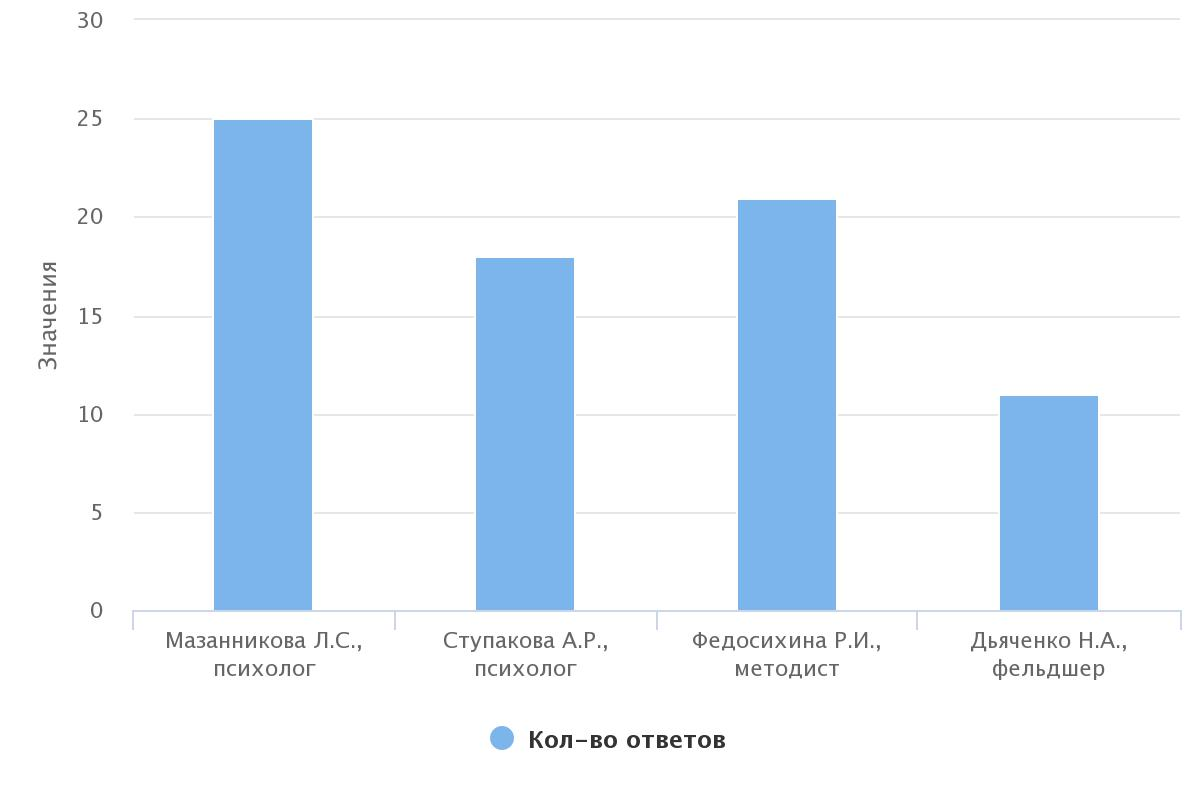 30
25
20
15
10
5
0
Значения
Мазанникова Л.С.,
психолог
Ступакова А.Р.,
психолог
Федосихина Р.И.,
методист
Дьяченко Н.А.,
фельдшер
Кол-во ответов